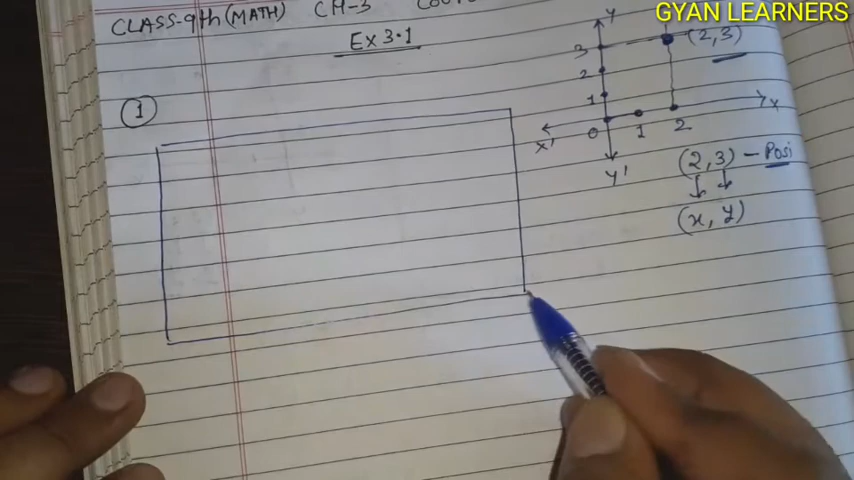 GYAN LEARNERS
CLASS-9th (MATH) CH-3
Ex 3.1
1
y
3
(2,3)
2
1
x
0 1 2
x'
y'
(2,3) - Posi
(x, y)